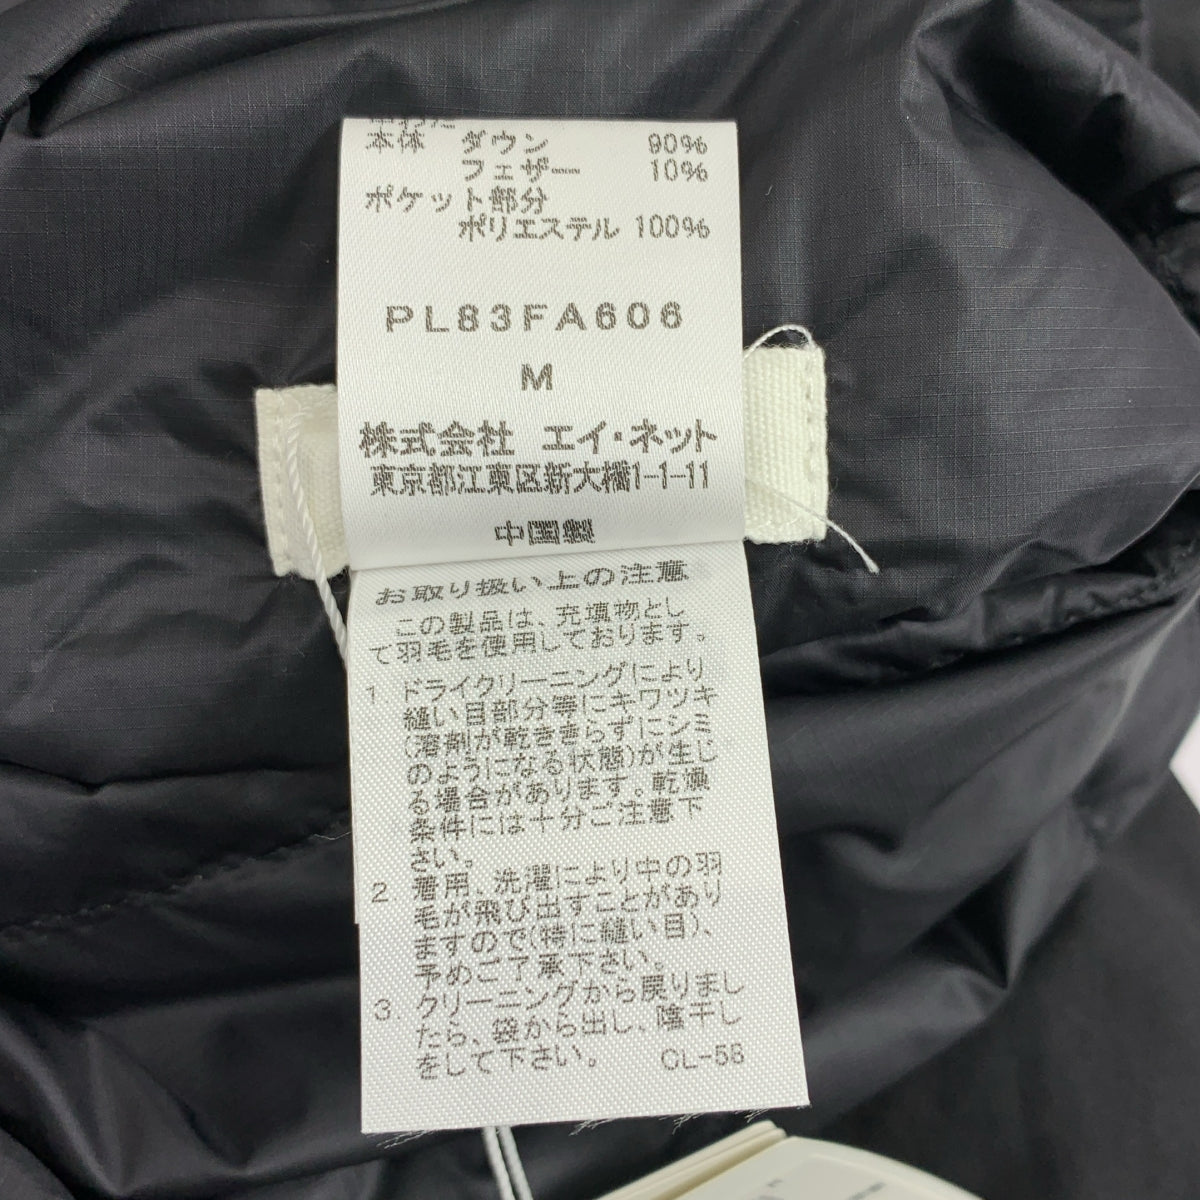 中わた
本体 ダウン 90%
フェザー 10%
ポケット部分
ポリエステル 100%
PL83FA606
M
株式会社 エイ・ネット
東京都江東区新大橋1-1-11
中国製
お取り扱い上の注意
この製品は、充填物とし
て羽毛を使用しております。
1. ドライクリーニングにより
縫い目部分等にキワツキ
(溶剤が乾ききらずにシミ
のようになる状態)が生じ
る場合があります。乾燥
条件には十分ご注意下
さい。
2 着用、洗濯により中の羽
毛が飛び出すことがあり
ますので(特に縫い目)、
予めご了承下さい。
3. クリーニングから戻りまし
たら、袋から出し、陰干し
をして下さい。 CL-58